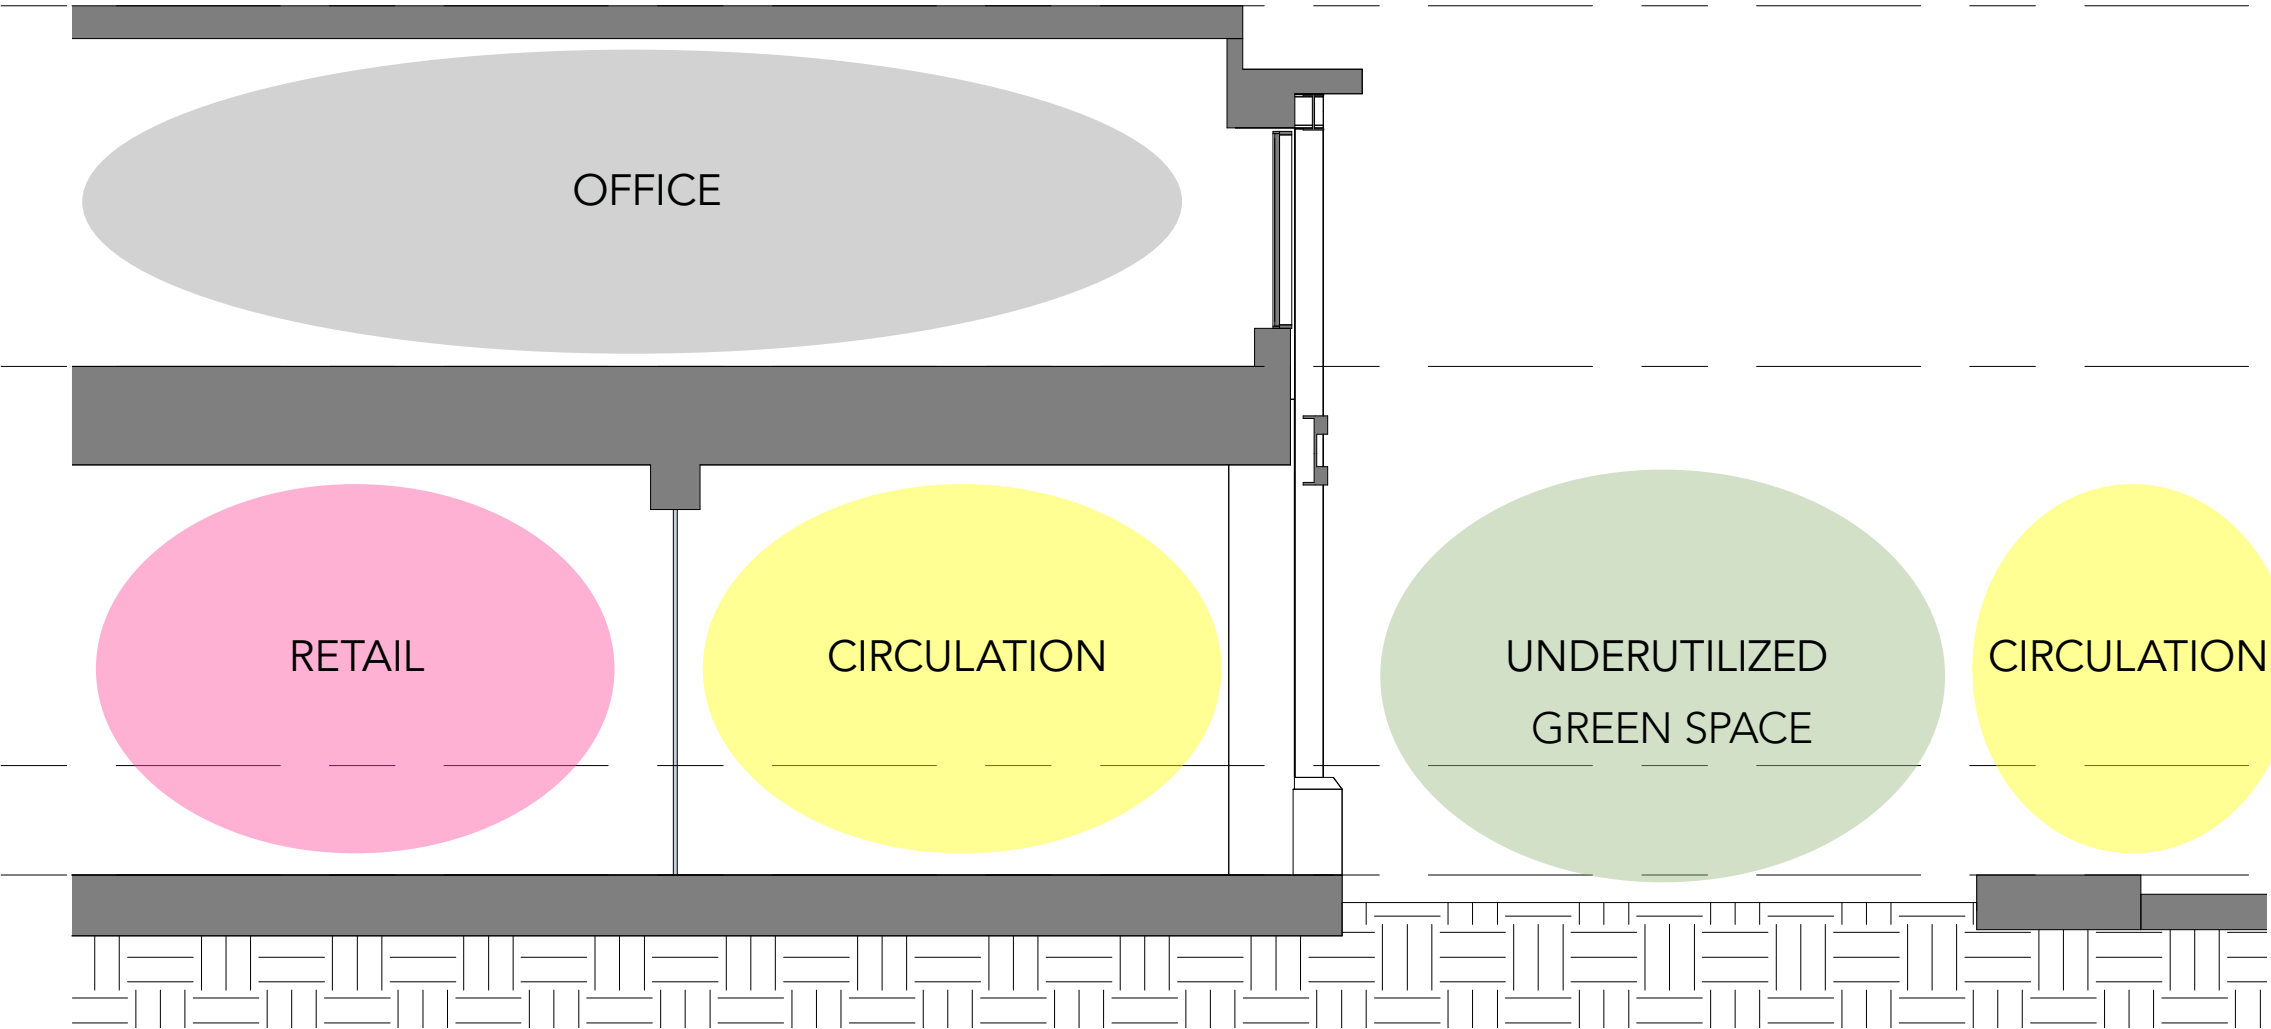 OFFICE
RETAIL
CIRCULATION
UNDERUTILIZED
GREEN SPACE
CIRCULATION